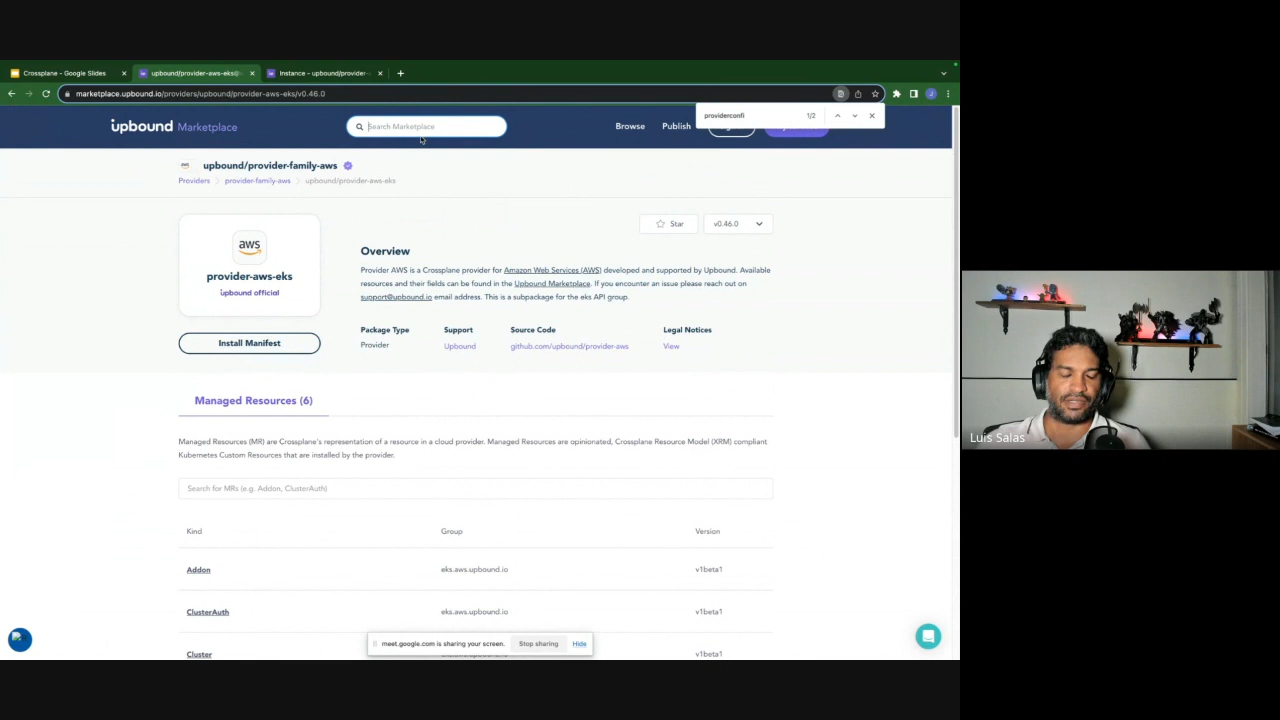 Crossplane - Google Slides
upbound/provider-aws-eks@
Instance - upbound/provider-
marketplace.upbound.io/providers/upbound/provider-aws-eks/v0.46.0
providerconfi
1/2
upbound Marketplace
Search Marketplace
Browse
Publish
upbound/provider-family-aws
Providers > provider-family-aws > upbound/provider-aws-eks
Star
v0.46.0
aws
provider-aws-eks
upbound official
Install Manifest
Overview
Provider AWS is a Crossplane provider for Amazon Web Services (AWS) developed and supported by Upbound. Available
resources and their fields can be found in the Upbound Marketplace. If you encounter an issue please reach out on
support@upbound.io email address. This is a subpackage for the eks API group.
Package Type
Support
Source Code
Legal Notices
Provider
Upbound
github.com/upbound/provider-aws
View
Managed Resources (6)
Managed Resources (MR) are Crossplane's representation of a resource in a cloud provider. Managed Resources are opinionated, Crossplane Resource Model (XRM) compliant
Kubernetes Custom Resources that are installed by the provider.
Search for MRs (e.g. Addon, ClusterAuth)
Kind
Group
Version
Addon
eks.aws.upbound.io
v1beta1
ClusterAuth
eks.aws.upbound.io
v1beta1
Cluster
v1beta1
meet.google.com is sharing your screen.
Stop sharing
Hide
Luis Salas